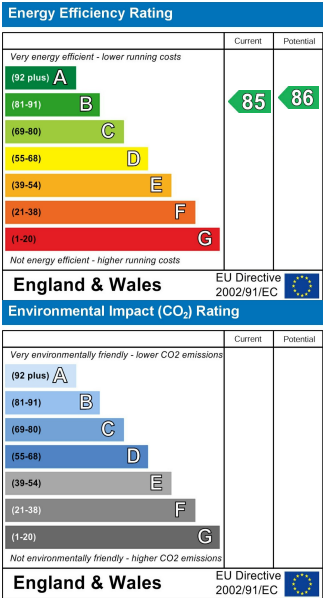 Energy Efficiency Rating
Current Potential
Very energy efficient - lower running costs
(92 plus) A
(81-91) B
85 86
(69-80) C
(55-68) D
(39-54) E
(21-38) F
(1-20) G
Not energy efficient - higher running costs
England & Wales
EU Directive
2002/91/EC
Environmental Impact (CO₂) Rating
Current Potential
Very environmentally friendly - lower CO2 emissions
(92 plus) A
(81-91) B
(69-80) C
(55-68) D
(39-54) E
(21-38) F
(1-20) G
Not environmentally friendly - higher CO2 emissions
England & Wales
EU Directive
2002/91/EC